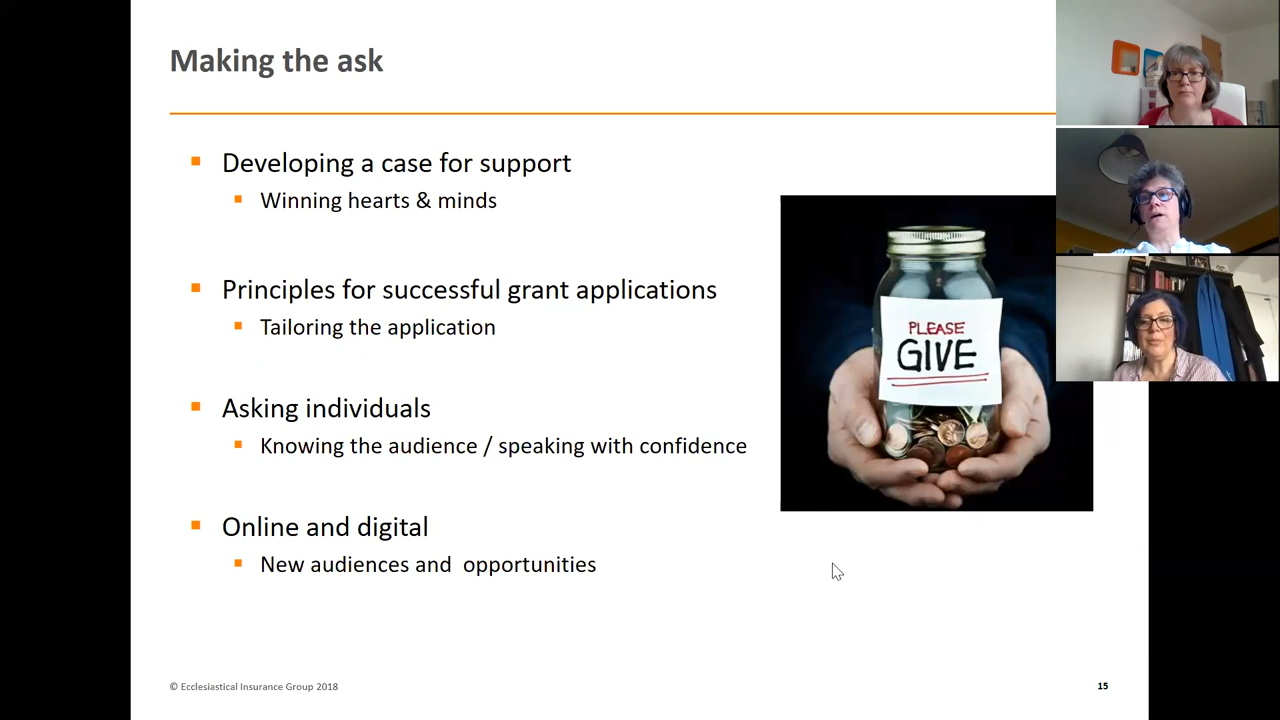 Making the ask
Developing a case for support
Winning hearts & minds
Principles for successful grant applications
Tailoring the application
Asking individuals
Knowing the audience / speaking with confidence
Online and digital
New audiences and  opportunities
PLEASE
GIVE
© Ecclesiastical Insurance Group 2018
15